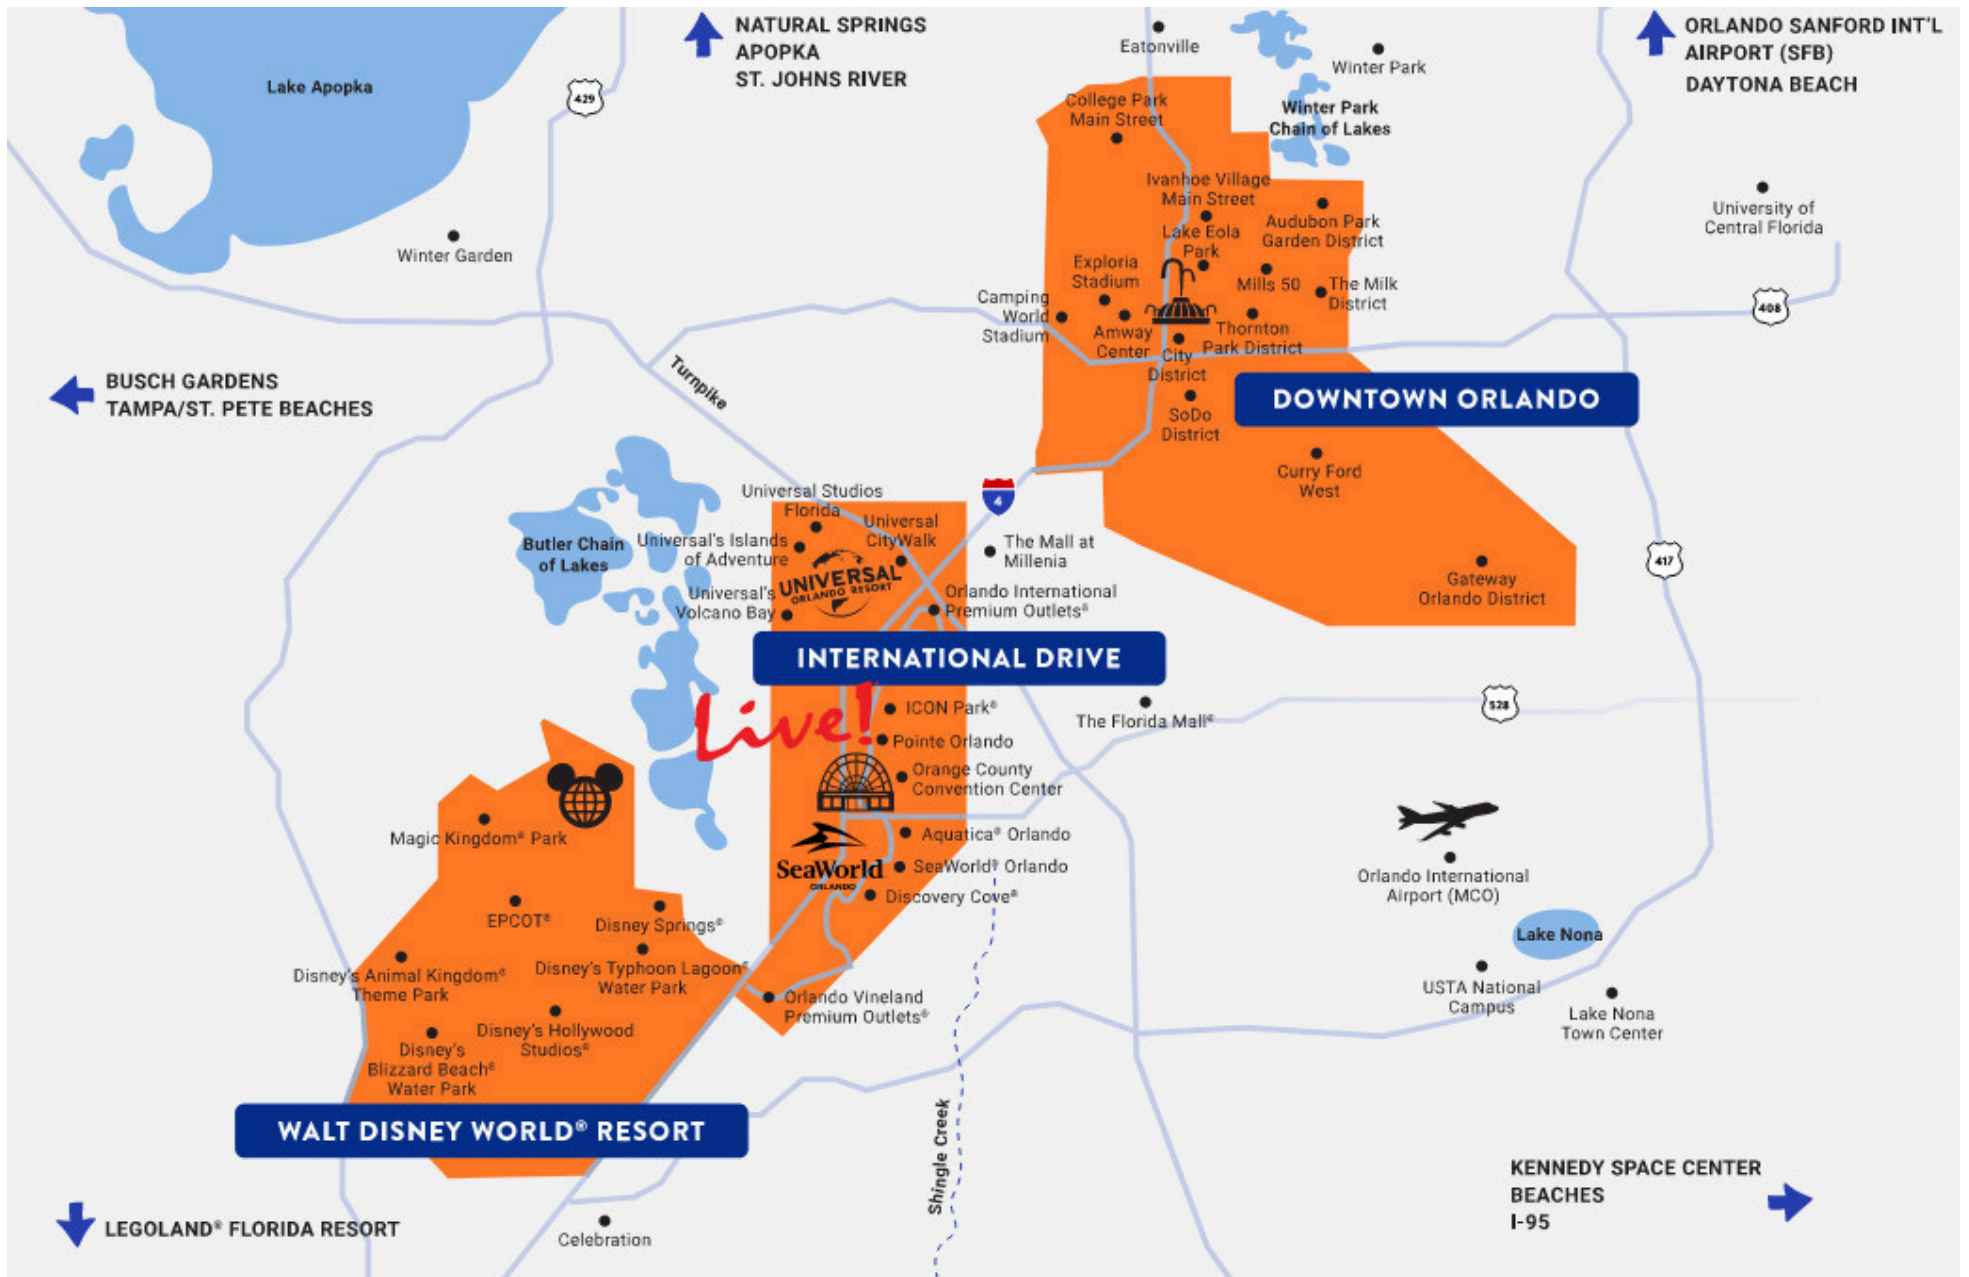 NATURAL SPRINGS
APOPKA
ST. JOHNS RIVER
ORLANDO SANFORD INT'L
AIRPORT (SFB)
DAYTONA BEACH
Lake Apopka
429
Eatonville
Winter Park
College Park
Main Street
Winter Park
Chain of Lakes
Ivanhoe Village
Main Street
Audubon Park
Garden District
University of
Central Florida
Winter Garden
Lake Eola
Park
Exploria
Stadium
Mills 50
The Milk
District
Camping
World
Stadium
Amway
Center
Thornton
Park District
City
District
408
Turnpike
BUSCH GARDENS
TAMPA/ST. PETE BEACHES
DOWNTOWN ORLANDO
SoDo
District
Curry Ford
West
4
Universal Studios
Florida
Universal
CityWalk
Butler Chain
of Lakes
Universal's Islands
of Adventure
The Mall at
Millenia
417
UNIVERSAL
ORLANDO RESORT
Universal's
Volcano Bay
Orlando International
Premium Outlets®
Gateway
Orlando District
INTERNATIONAL DRIVE
Live!
ICON Park®
The Florida Mall®
528
Pointe Orlando
Orange County
Convention Center
Magic Kingdom® Park
Aquatica® Orlando
SeaWorld
ORLANDO
SeaWorld® Orlando
Discovery Cove®
Orlando International
Airport (MCO)
EPCOT®
Disney Springs®
Lake Nona
Disney's Animal Kingdom®
Theme Park
Disney's Typhoon Lagoon®
Water Park
Orlando Vineland
Premium Outlets®
USTA National
Campus
Lake Nona
Town Center
Disney's Hollywood
Studios®
Disney's
Blizzard Beach®
Water Park
WALT DISNEY WORLD® RESORT
Shingle Creek
KENNEDY SPACE CENTER
BEACHES
I-95
LEGOLAND® FLORIDA RESORT
Celebration